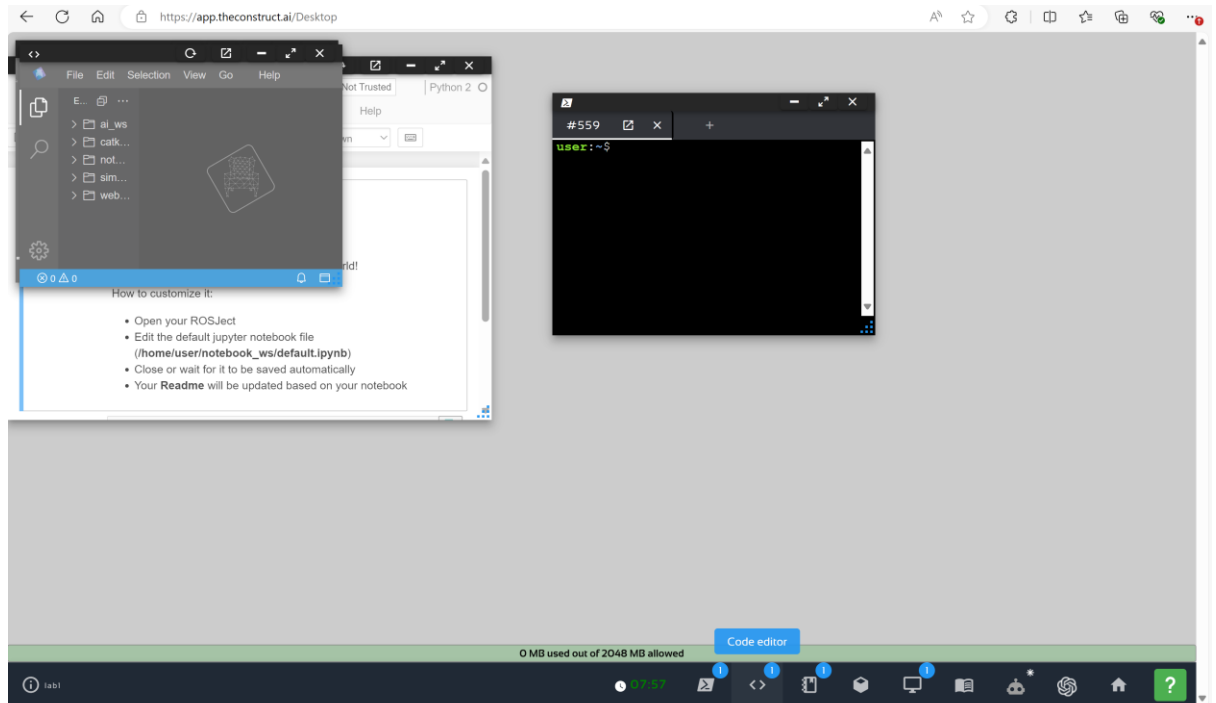 https://app.theconstruct.ai/Desktop
File Edit Selection View Go Help
E... ...
ai_ws
catk...
not...
sim...
web...
0 0
Not Trusted
Python 2
Help
wn
rld!
How to customize it:
• Open your ROSJect
• Edit the default jupyter notebook file
(/home/user/notebook_ws/default.ipynb)
• Close or wait for it to be saved automatically
• Your Readme will be updated based on your notebook
#559
user:~$
Code editor
0 MB used out of 2048 MB allowed
lab1
07:57
1
1
1
1
?